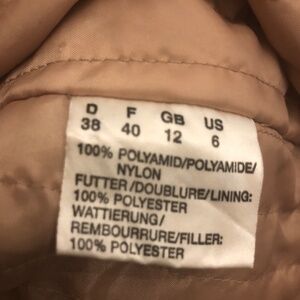 D F GB US
38 40 12 6
100% POLYAMID/POLYAMIDE/
NYLON
FUTTER/DOUBLURE/LINING:
100% POLYESTER
WATTIERUNG/
REMBOURRURE/FILLER:
100% POLYESTER